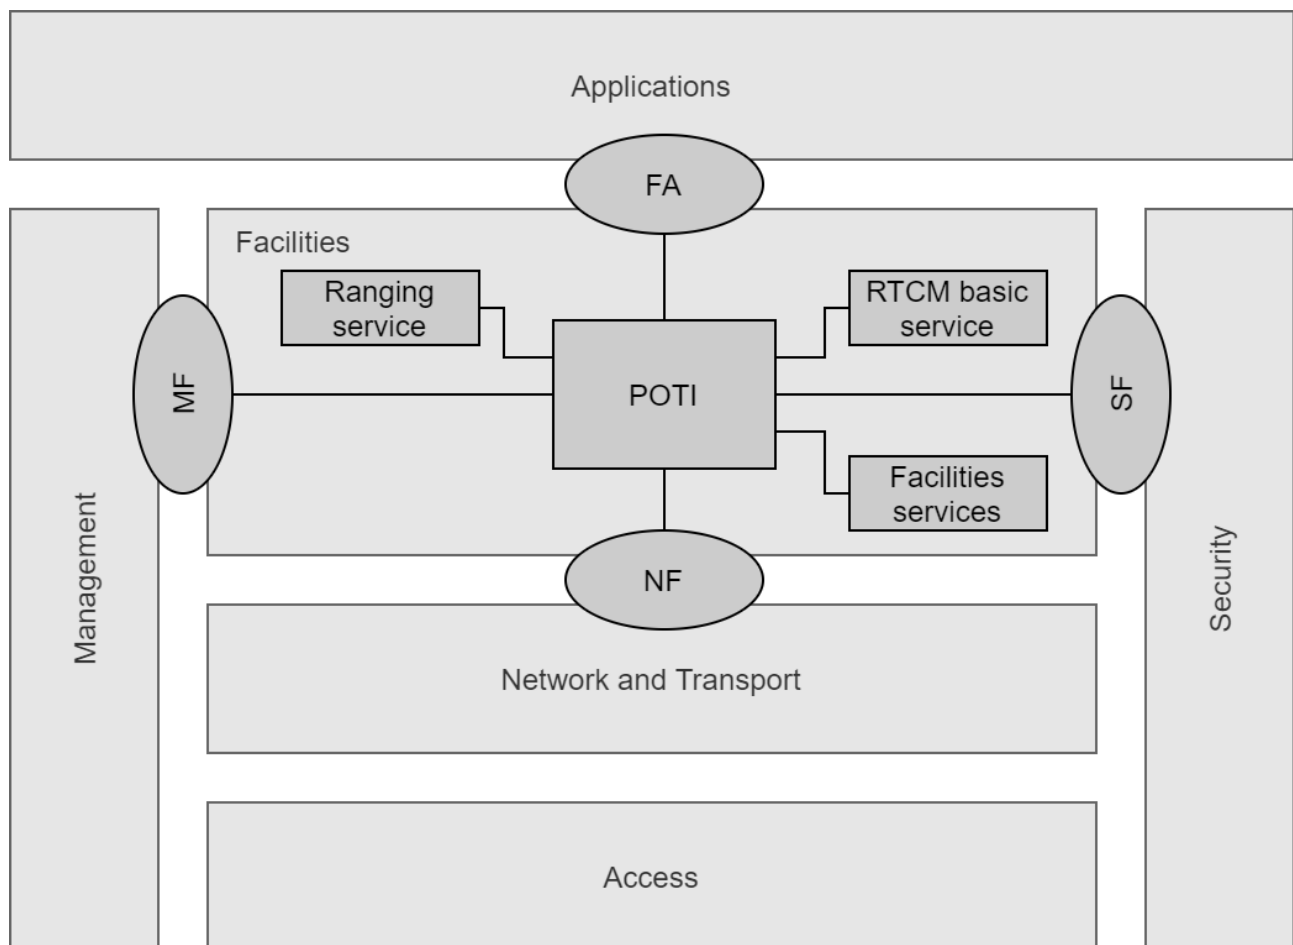 Applications
FA
Facilities
Ranging
service
RTCM basic
service
MF
POTI
SF
Facilities
services
Management
Security
NF
Network and Transport
Access